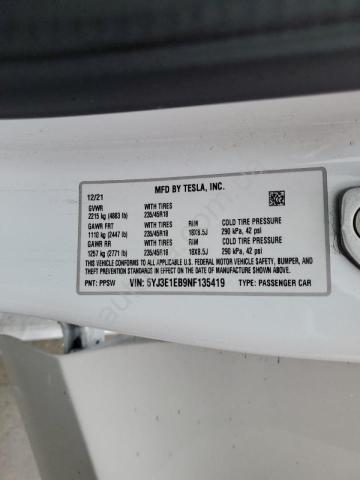 MFD BY TESLA, INC.
12/21
GVWR WITH TIRES
2215 kg (4883 lb) 235/45R18
GAWR FRT WITH TIRES RIM COLD TIRE PRESSURE
1110 kg (2447 lb) 235/45R18 18X8.5J 290 kPa, 42 psi
GAWR RR WITH TIRES RIM COLD TIRE PRESSURE
1257 kg (2771 lb) 235/45R18 18X8.5J 290 kPa, 42 psi
THIS VEHICLE CONFORMS TO ALL APPLICABLE U.S. FEDERAL MOTOR VEHICLE SAFETY, BUMPER, AND
THEFT PREVENTION STANDARDS IN EFFECT ON THE DATE OF MANUFACTURE SHOWN ABOVE.
PNT: PPSW VIN: 5YJ3E1EB9NF135419 TYPE: PASSENGER CAR